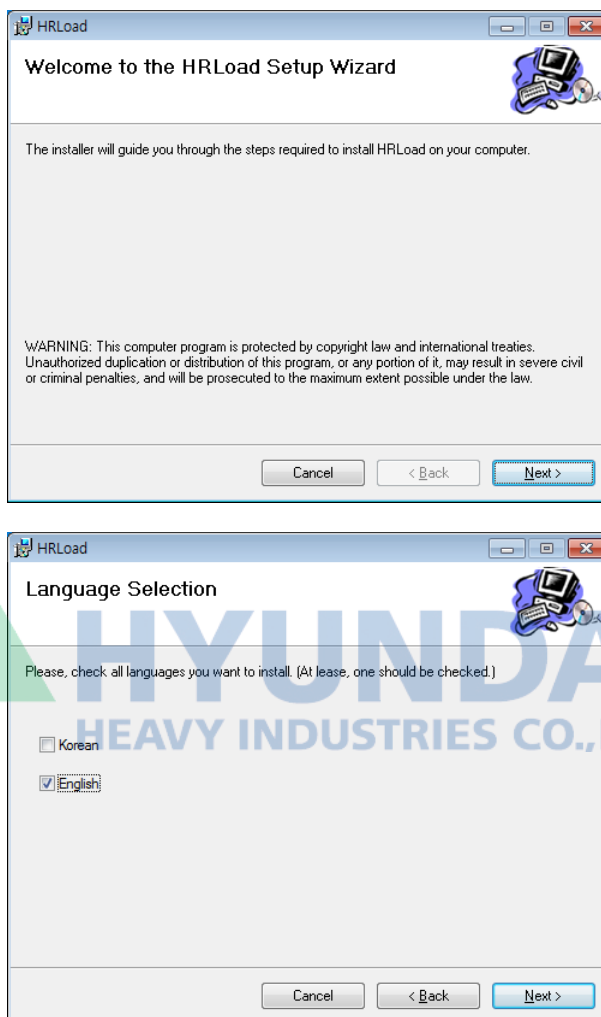 HRLoad
Welcome to the HRLoad Setup Wizard
The installer will guide you through the steps required to install HRLoad on your computer.
WARNING: This computer program is protected by copyright law and international treaties.
Unauthorized duplication or distribution of this program, or any portion of it, may result in severe civil
or criminal penalties, and will be prosecuted to the maximum extent possible under the law.
Cancel < Back Next >
HRLoad
Language Selection
HYUNDA
Please, check all languages you want to install. (At lease, one should be checked.)
HEAVY INDUSTRIES CO.,
Korean
English
Cancel < Back Next >